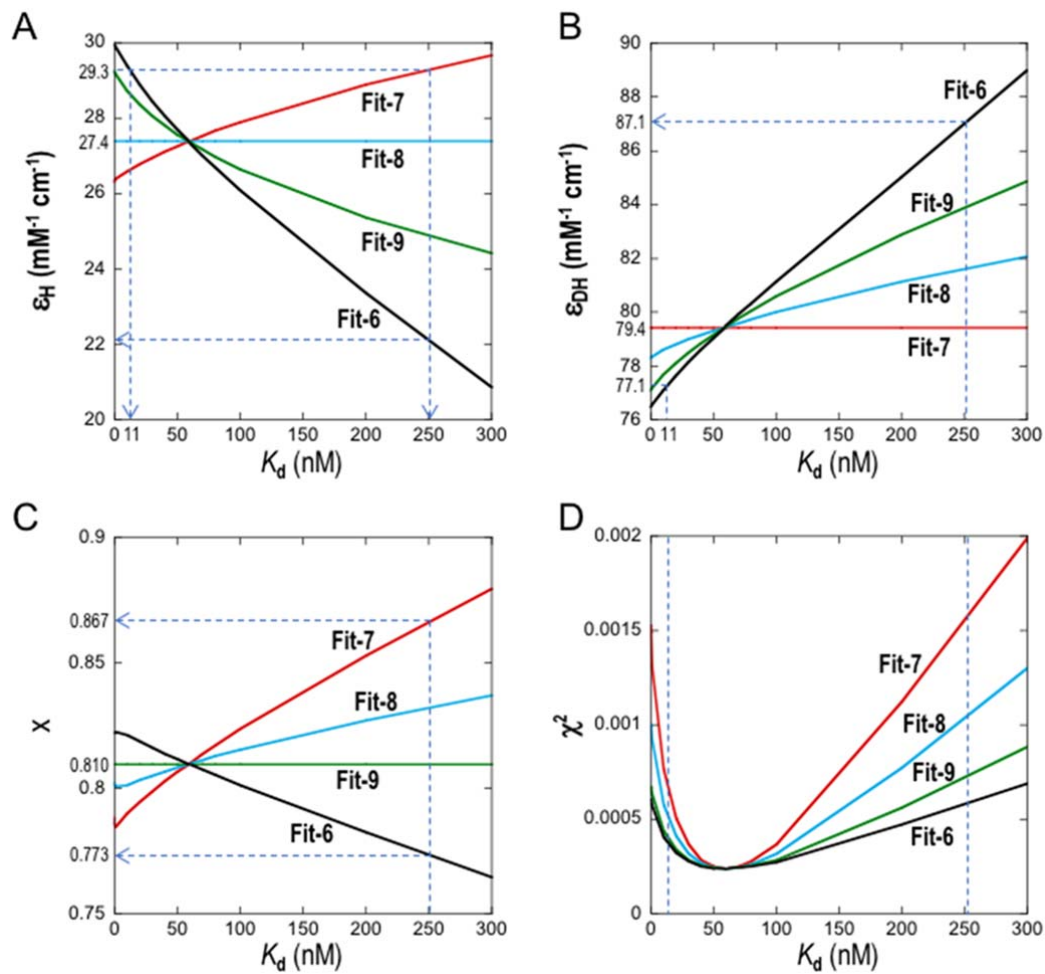 A
30
29.3
28
27.4
26
24
22
20
εH (mM-1 cm-1)
Fit-7
Fit-8
Fit-9
Fit-6
0 11 50 100 150 200 250 300
Kd (nM)
B
90
88
87.1
86
84
82
80
79.4
78
77.1
76
εDH (mM-1 cm-1)
Fit-6
Fit-9
Fit-8
Fit-7
0 11 50 100 150 200 250 300
Kd (nM)
C
0.9
0.867
0.85
0.810
0.8
0.773
0.75
x
Fit-7
Fit-8
Fit-9
Fit-6
0 50 100 150 200 250 300
Kd (nM)
D
0.002
0.0015
0.001
0.0005
0
χ2
Fit-7
Fit-8
Fit-9
Fit-6
0 50 100 150 200 250 300
Kd (nM)